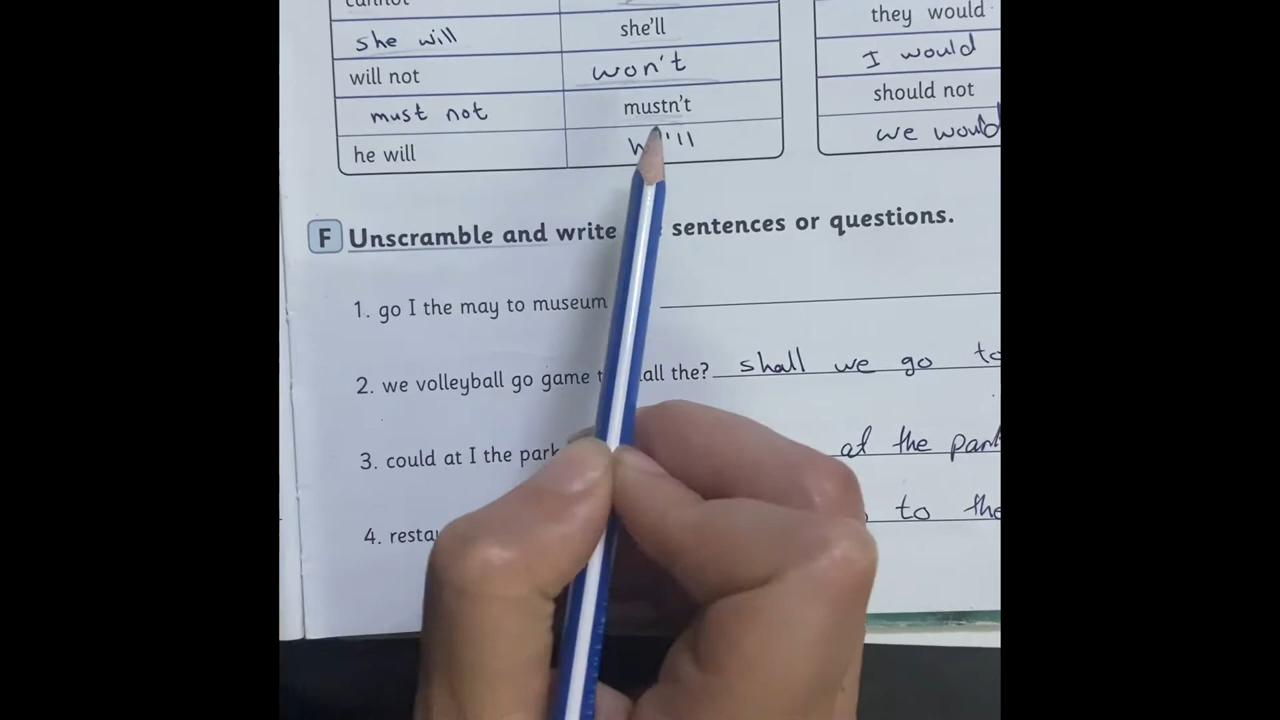 cannot
she will she'll
will not won't
must not mustn't
he will
they would
I would
should not
we would
F Unscramble and write sentences or questions.
1. go I the may to museum
2. we volleyball go game all the? shall we go to
3. could at I the park at the park
4. to the